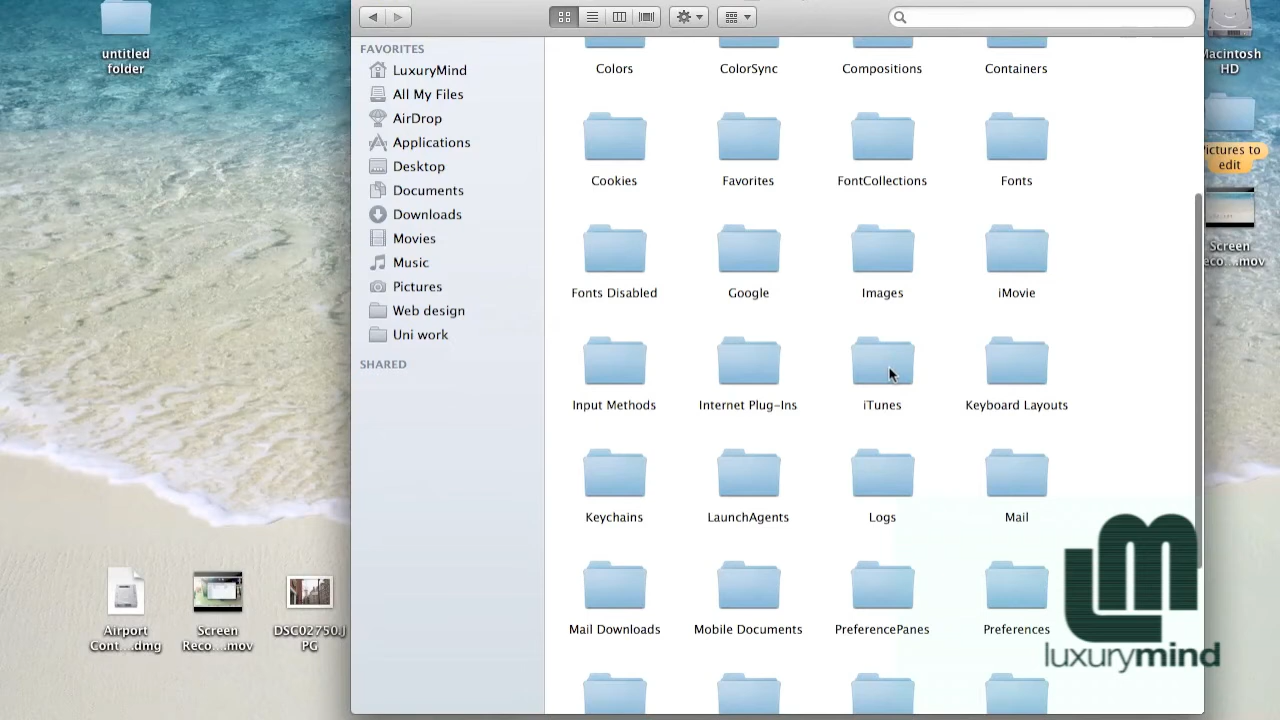 untitled
folder
FAVORITES
LuxuryMind
All My Files
AirDrop
Applications
Desktop
Documents
Downloads
Movies
Music
Pictures
Web design
Uni work
SHARED
Colors
ColorSync
Compositions
Containers
Cookies
Favorites
FontCollections
Fonts
Fonts Disabled
Google
Images
iMovie
Input Methods
Internet Plug-Ins
iTunes
Keyboard Layouts
Keychains
LaunchAgents
Logs
Mail
Mail Downloads
Mobile Documents
PreferencePanes
Preferences
Macintosh
HD
Pictures to
edit
Screen
Reco....mov
Airport
Cont....dmg
Screen
Reco....mov
DSC02750.J
PG
luxurymind